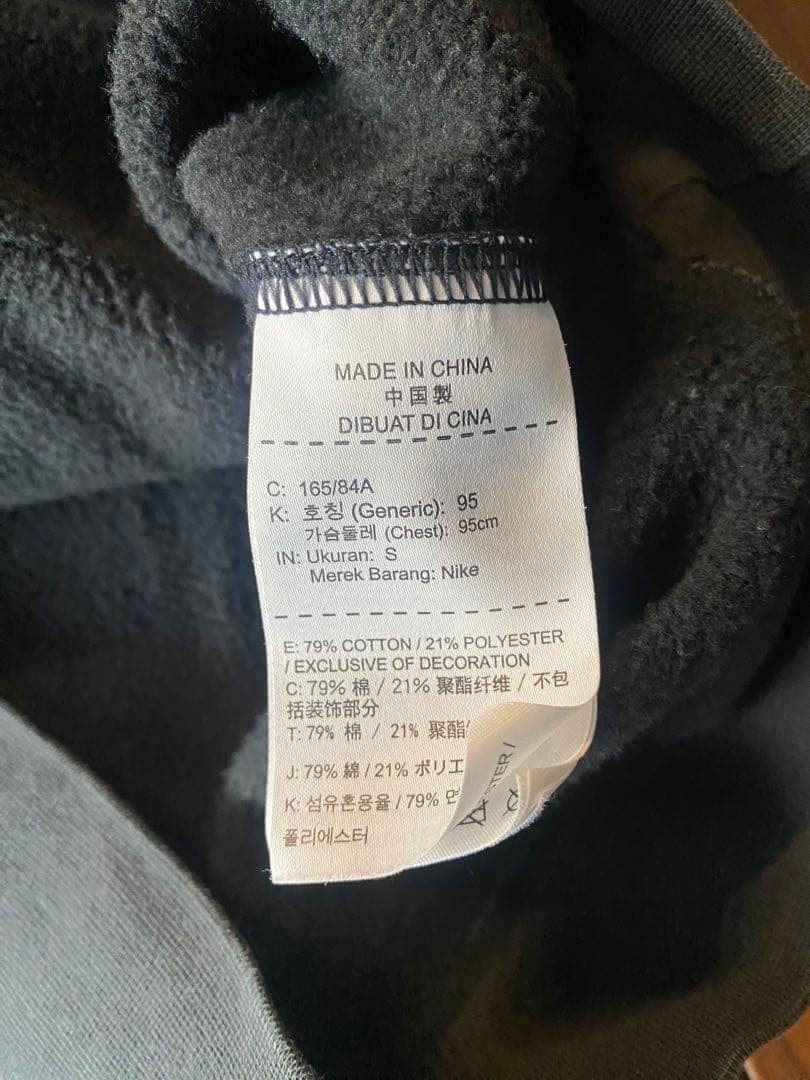 MADE IN CHINA
中国製
DIBUAT DI CINA
C: 165/84A
K: 호칭 (Generic): 95
가슴둘레 (Chest): 95cm
IN: Ukuran: S
Merek Barang: Nike
E: 79% COTTON / 21% POLYESTER
/ EXCLUSIVE OF DECORATION
C: 79% 棉 / 21% 聚酯纤维 / 不包
括装饰部分
T: 79% 棉 / 21% 聚酯
J: 79% 綿 / 21% ポリエ
K: 섬유혼용율 / 79% 면
폴리에스터